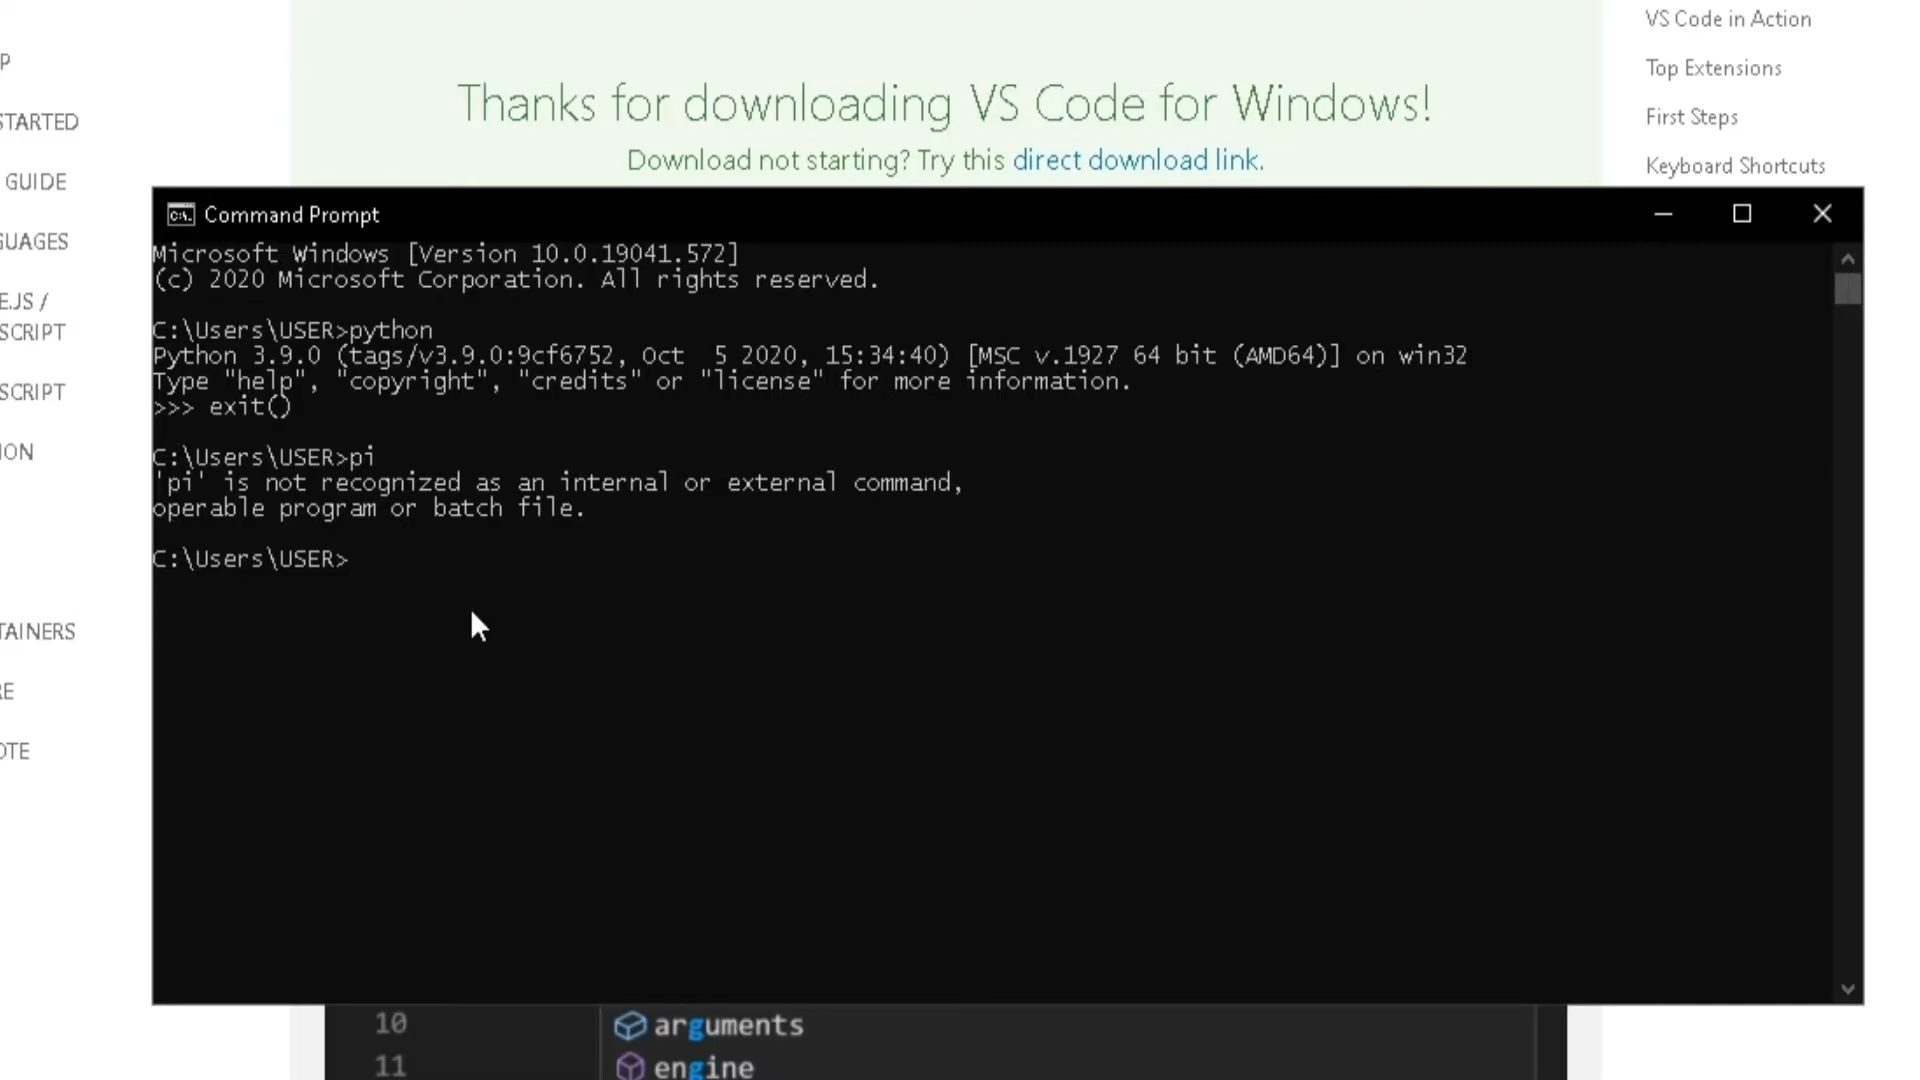 VS Code in Action
P
Top Extensions
Thanks for downloading VS Code for Windows!
First Steps
STARTED
Download not starting? Try this direct download link.
Keyboard Shortcuts
GUIDE
Command Prompt
GUAGES
Microsoft Windows [Version 10.0.19041.572]
(c) 2020 Microsoft Corporation. All rights reserved.
E.JS /
SCRIPT
C:\Users\USER>python
Python 3.9.0 (tags/v3.9.0:9cf6752, Oct  5 2020, 15:34:40) [MSC v.1927 64 bit (AMD64)] on win32
Type "help", "copyright", "credits" or "license" for more information.
SCRIPT
>>> exit()
ION
C:\Users\USER>pi
'pi' is not recognized as an internal or external command,
operable program or batch file.
C:\Users\USER>
TAINERS
RE
OTE
10 arguments
11 engine